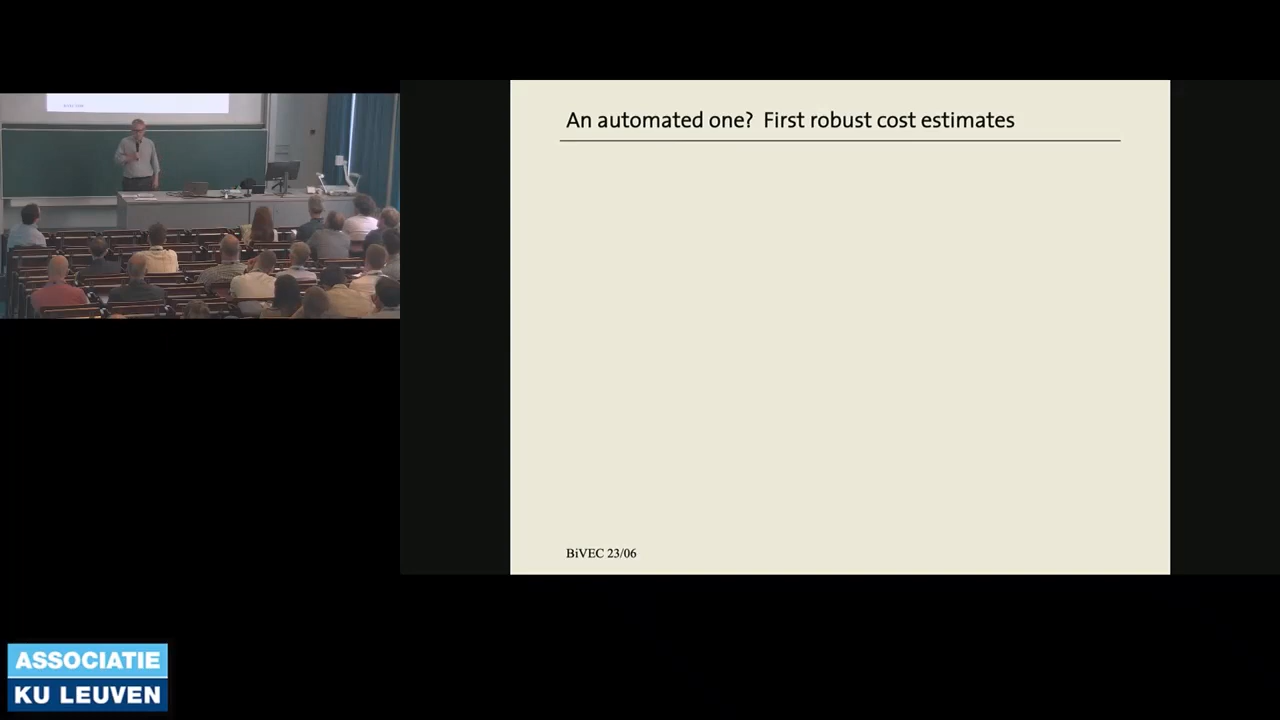 An automated one?  First robust cost estimates
BiVEC 23/06
ASSOCIATIE
KU LEUVEN